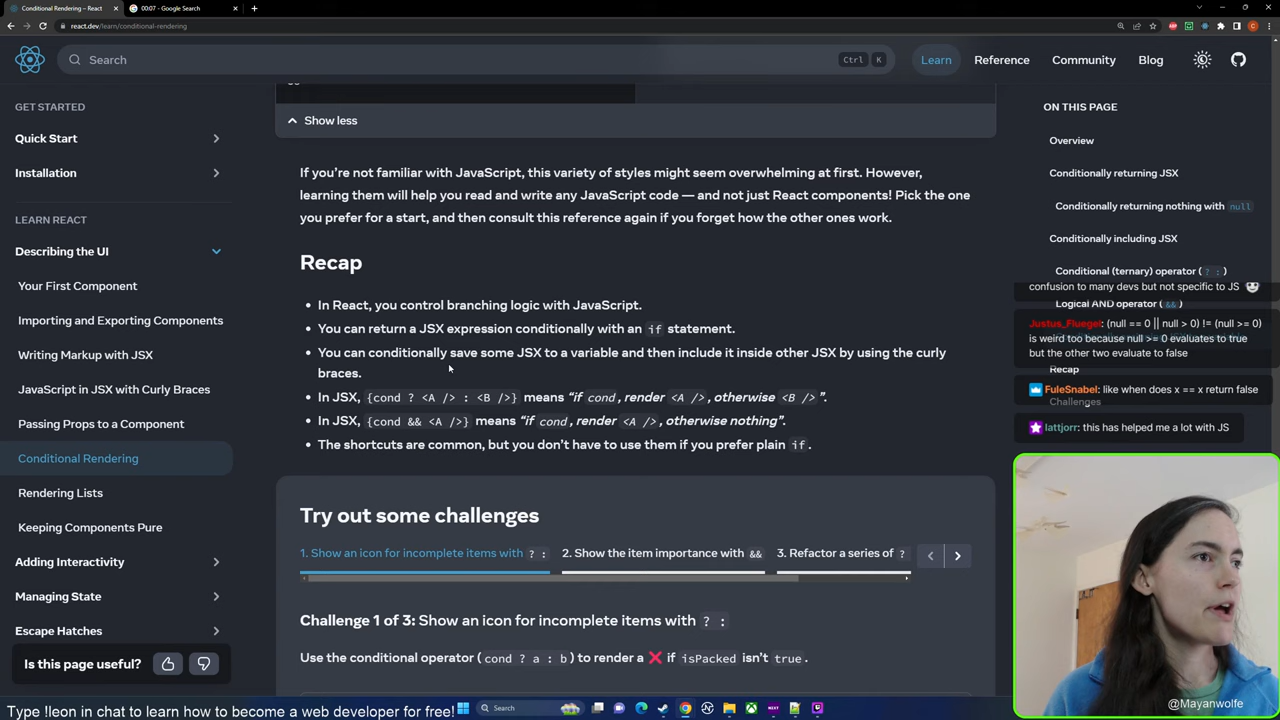 Conditional Rendering – React
00:07 - Google Search
react.dev/learn/conditional-rendering
Search
Ctrl
K
Learn
Reference
Community
Blog
GET STARTED
Quick Start
Installation
LEARN REACT
Describing the UI
Your First Component
Importing and Exporting Components
Writing Markup with JSX
JavaScript in JSX with Curly Braces
Passing Props to a Component
Conditional Rendering
Rendering Lists
Keeping Components Pure
Adding Interactivity
Managing State
Escape Hatches
Is this page useful?
Show less
If you're not familiar with JavaScript, this variety of styles might seem overwhelming at first. However,
learning them will help you read and write any JavaScript code — and not just React components! Pick the one
you prefer for a start, and then consult this reference again if you forget how the other ones work.
Recap
• In React, you control branching logic with JavaScript.
• You can return a JSX expression conditionally with an if statement.
• You can conditionally save some JSX to a variable and then include it inside other JSX by using the curly
braces.
• In JSX, {cond ? <A /> : <B />} means "if cond, render <A />, otherwise <B />".
• In JSX, {cond && <A />} means "if cond, render <A />, otherwise nothing".
• The shortcuts are common, but you don't have to use them if you prefer plain if.
Try out some challenges
1. Show an icon for incomplete items with ? :
2. Show the item importance with &&
3. Refactor a series of ?
Challenge 1 of 3: Show an icon for incomplete items with ? :
Use the conditional operator (cond ? a : b) to render a ❌ if isPacked isn't true.
ON THIS PAGE
Overview
Conditionally returning JSX
Conditionally returning nothing with null
Conditionally including JSX
Conditional (ternary) operator (? :)
confusion to many devs but not specific to JS
Logical AND operator (&&)
Justus_Fluegel: (null == 0 || null > 0) != (null >= 0)
is weird too because null >= 0 evaluates to true
but the other two evaluate to false
Recap
FuleSnabel: like when does x == x return false
Challenges
lattjorr: this has helped me a lot with JS
@Mayanwolfe
Type !leon in chat to learn how to become a web developer for free!
Search